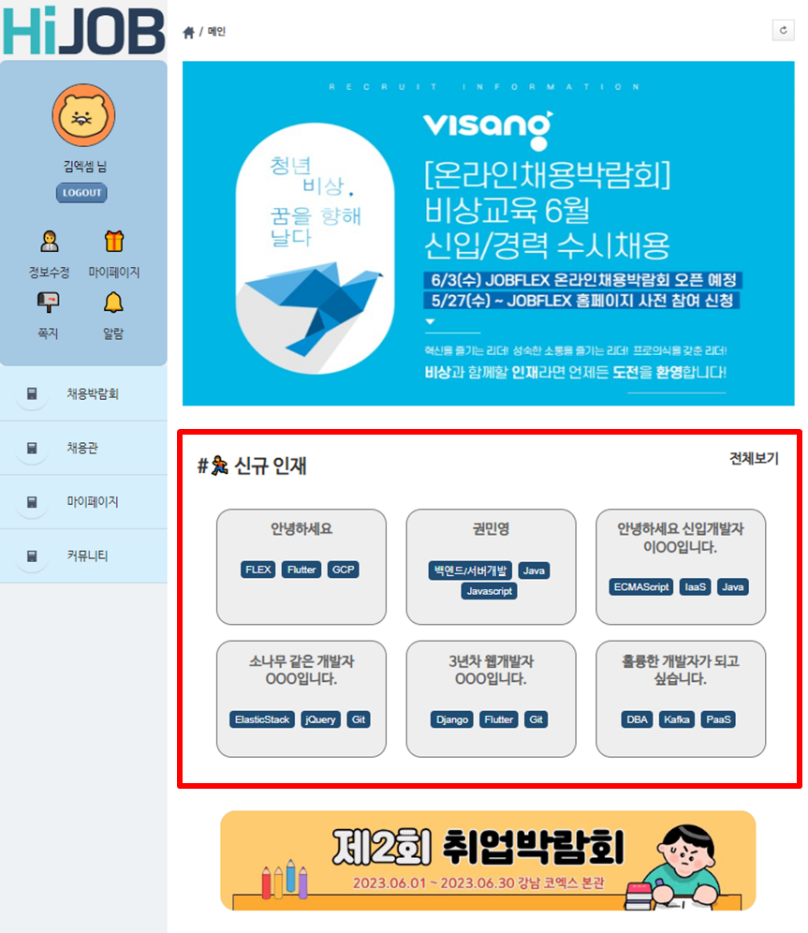 HiJOB
/ 메인
김엑셈 님
LOGOUT
정보수정
마이페이지
쪽지
알람
채용박람회
채용관
마이페이지
커뮤니티
RECRUIT INFORMATION
청년
비상.
꿈을 향해
날다
visang
[온라인채용박람회]
비상교육 6월
신입/경력 수시채용
6/3(수) JOBFLEX 온라인채용박람회 오픈 예정
5/27(수) ~ JOBFLEX 홈페이지 사전 참여 신청
혁신을 즐기는 리더! 성숙한 소통을 즐기는 리더! 프로의식을 갖춘 리더!
비상과 함께할 인재라면 언제든 도전을 환영합니다!
# 신규 인재
전체보기
안녕하세요
FLEX Flutter GCP
권민영
백엔드/서버개발 Java
Javascript
안녕하세요 신입개발자
이OO입니다.
ECMAScript IaaS Java
소나무 같은 개발자
OOO입니다.
ElasticStack jQuery Git
3년차 웹개발자
OOO입니다.
Django Flutter Git
훌륭한 개발자가 되고
싶습니다.
DBA Kafka PaaS
제2회 취업박람회
2023.06.01 ~ 2023.06.30 강남 코엑스 본관